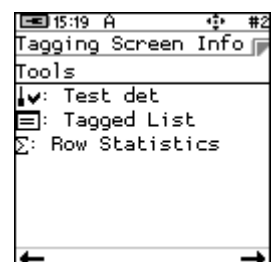 15:19 A #2
Tagging Screen Info
Tools
: Test det
: Tagged List
Σ: Row Statistics